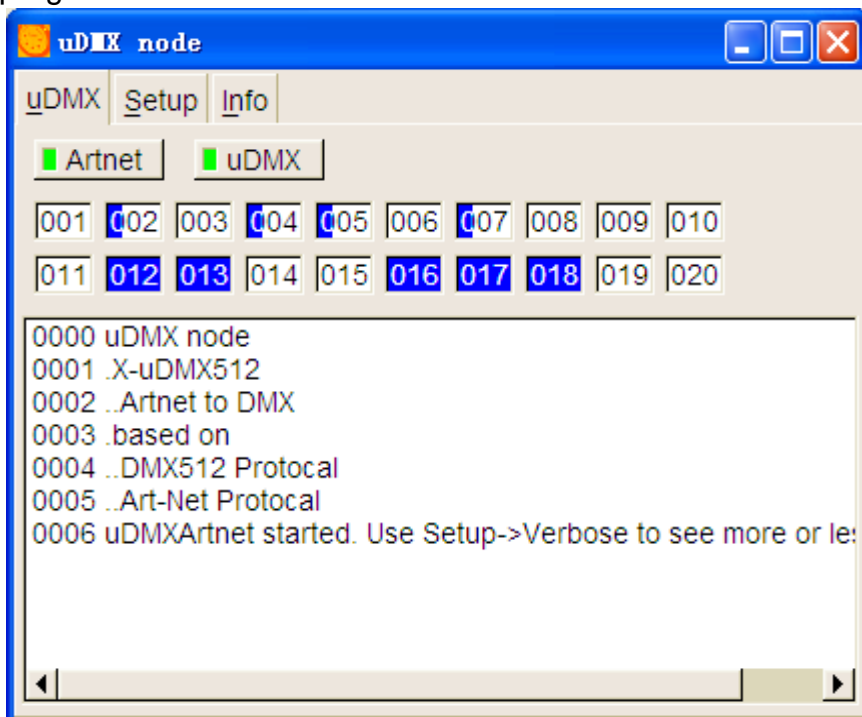 uDMX node
uDMX Setup Info
Artnet uDMX
001 002 003 004 005 006 007 008 009 010
011 012 013 014 015 016 017 018 019 020
0000 uDMX node
0001 .X-uDMX512
0002 ..Artnet to DMX
0003 .based on
0004 ..DMX512 Protocal
0005 ..Art-Net Protocal
0006 uDMXArtnet started. Use Setup->Verbose to see more or les